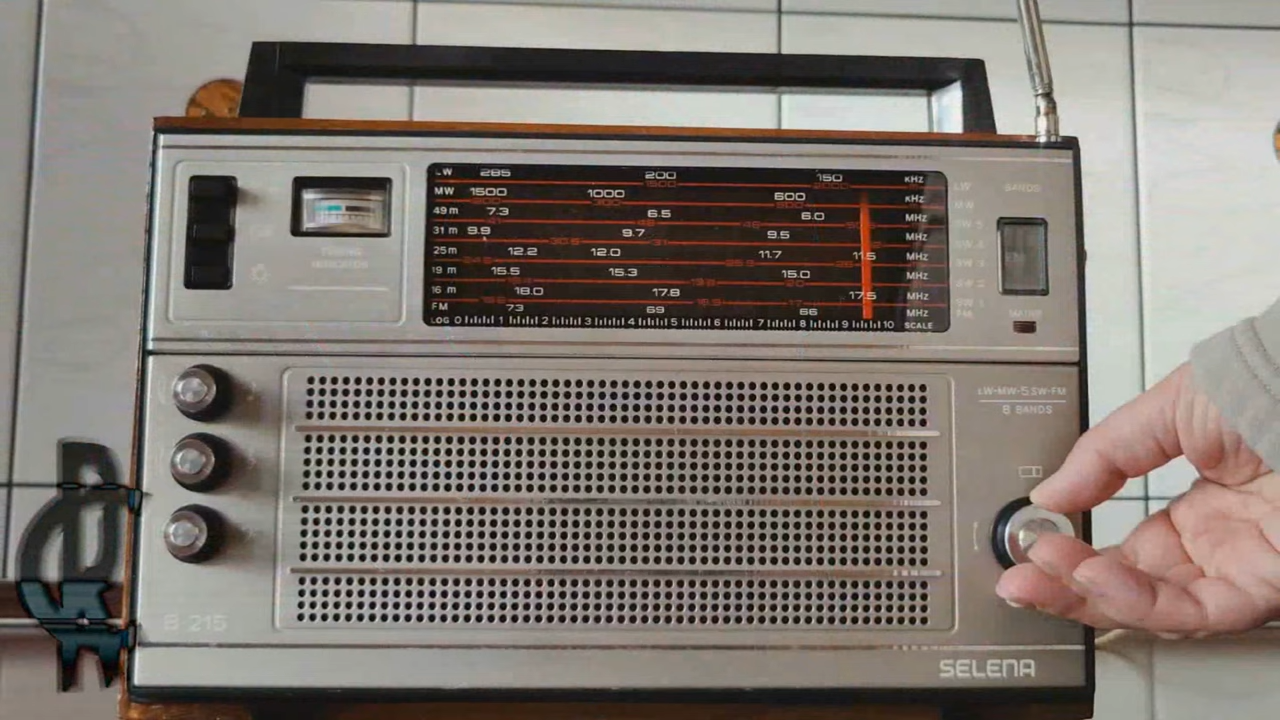 LW 285 200 150 KHz
MW 1500 1000 600 KHz
49 m 7.3 6.5 6.0 MHz
31 m 9.9 9.7 9.5 MHz
25 m 12.2 12.0 11.7 11.5 MHz
19 m 15.5 15.3 15.0 MHz
16 m 18.0 17.8 17.5 MHz
FM 73 69 66 MHz
LOG 0 1 2 3 4 5 6 7 8 9 10 SCALE
BANDS
LW
MW
TUNING
INDICATOR
LW-MW-5SW-FM
8 BANDS
B 215
SELENA